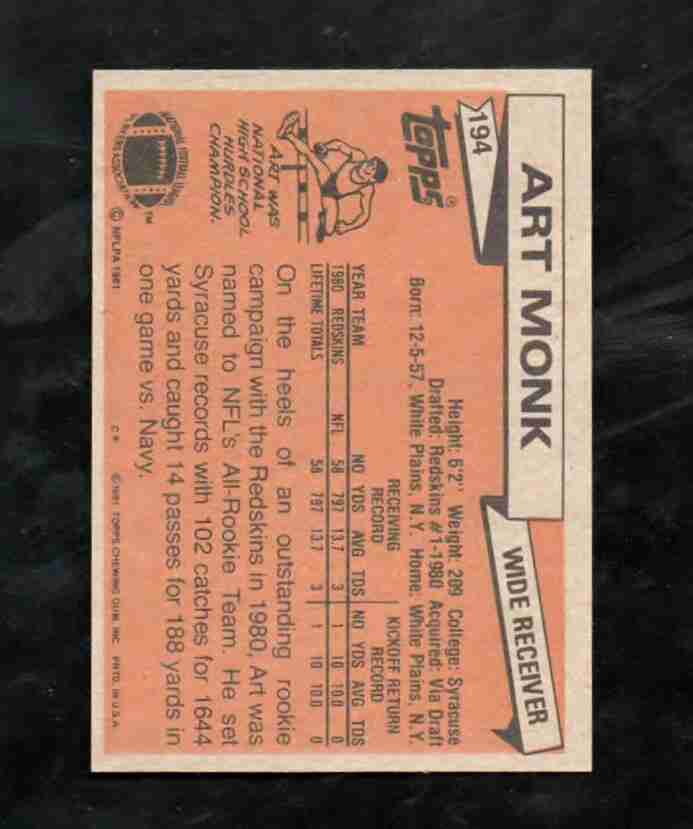 194
ART MONK
WIDE RECEIVER
topps®
Height: 6'2" Weight: 209 College: Syracuse
Drafted: Redskins #1-1980 Acquired: Via Draft
Born: 12-5-57, White Plains, N.Y. Home: White Plains, N.Y.
RECEIVING RECORD KICKOFF RETURN RECORD
YEAR TEAM NO YDS AVG TDS NO YDS AVG TDS
1980 REDSKINS NFL 58 797 13.7 3 1 10 10.0 0
LIFETIME TOTALS 58 797 13.7 3 1 10 10.0 0
ART WAS
NATIONAL
HIGH SCHOOL
HURDLES
CHAMPION.
On the heels of an outstanding rookie
campaign with the Redskins in 1980, Art was
named to NFL's All-Rookie Team. He set
Syracuse records with 102 catches for 1644
yards and caught 14 passes for 188 yards in
one game vs. Navy.
NATIONAL FOOTBALL LEAGUE
PLAYERS ASSOCIATION
™
© NFLPA 1981
© 1981 TOPPS CHEWING GUM, INC. PRTD. IN U.S.A.